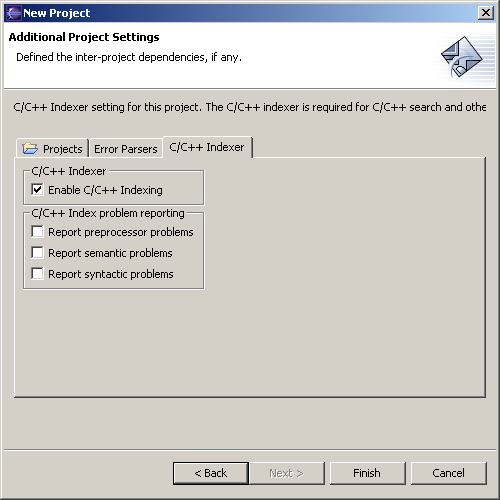 New Project
Additional Project Settings
Defined the inter-project dependencies, if any.
C/C++ Indexer setting for this project. The C/C++ indexer is required for C/C++ search and othe
Projects Error Parsers C/C++ Indexer
C/C++ Indexer
Enable C/C++ Indexing
C/C++ Index problem reporting
Report preprocessor problems
Report semantic problems
Report syntactic problems
< Back Next > Finish Cancel